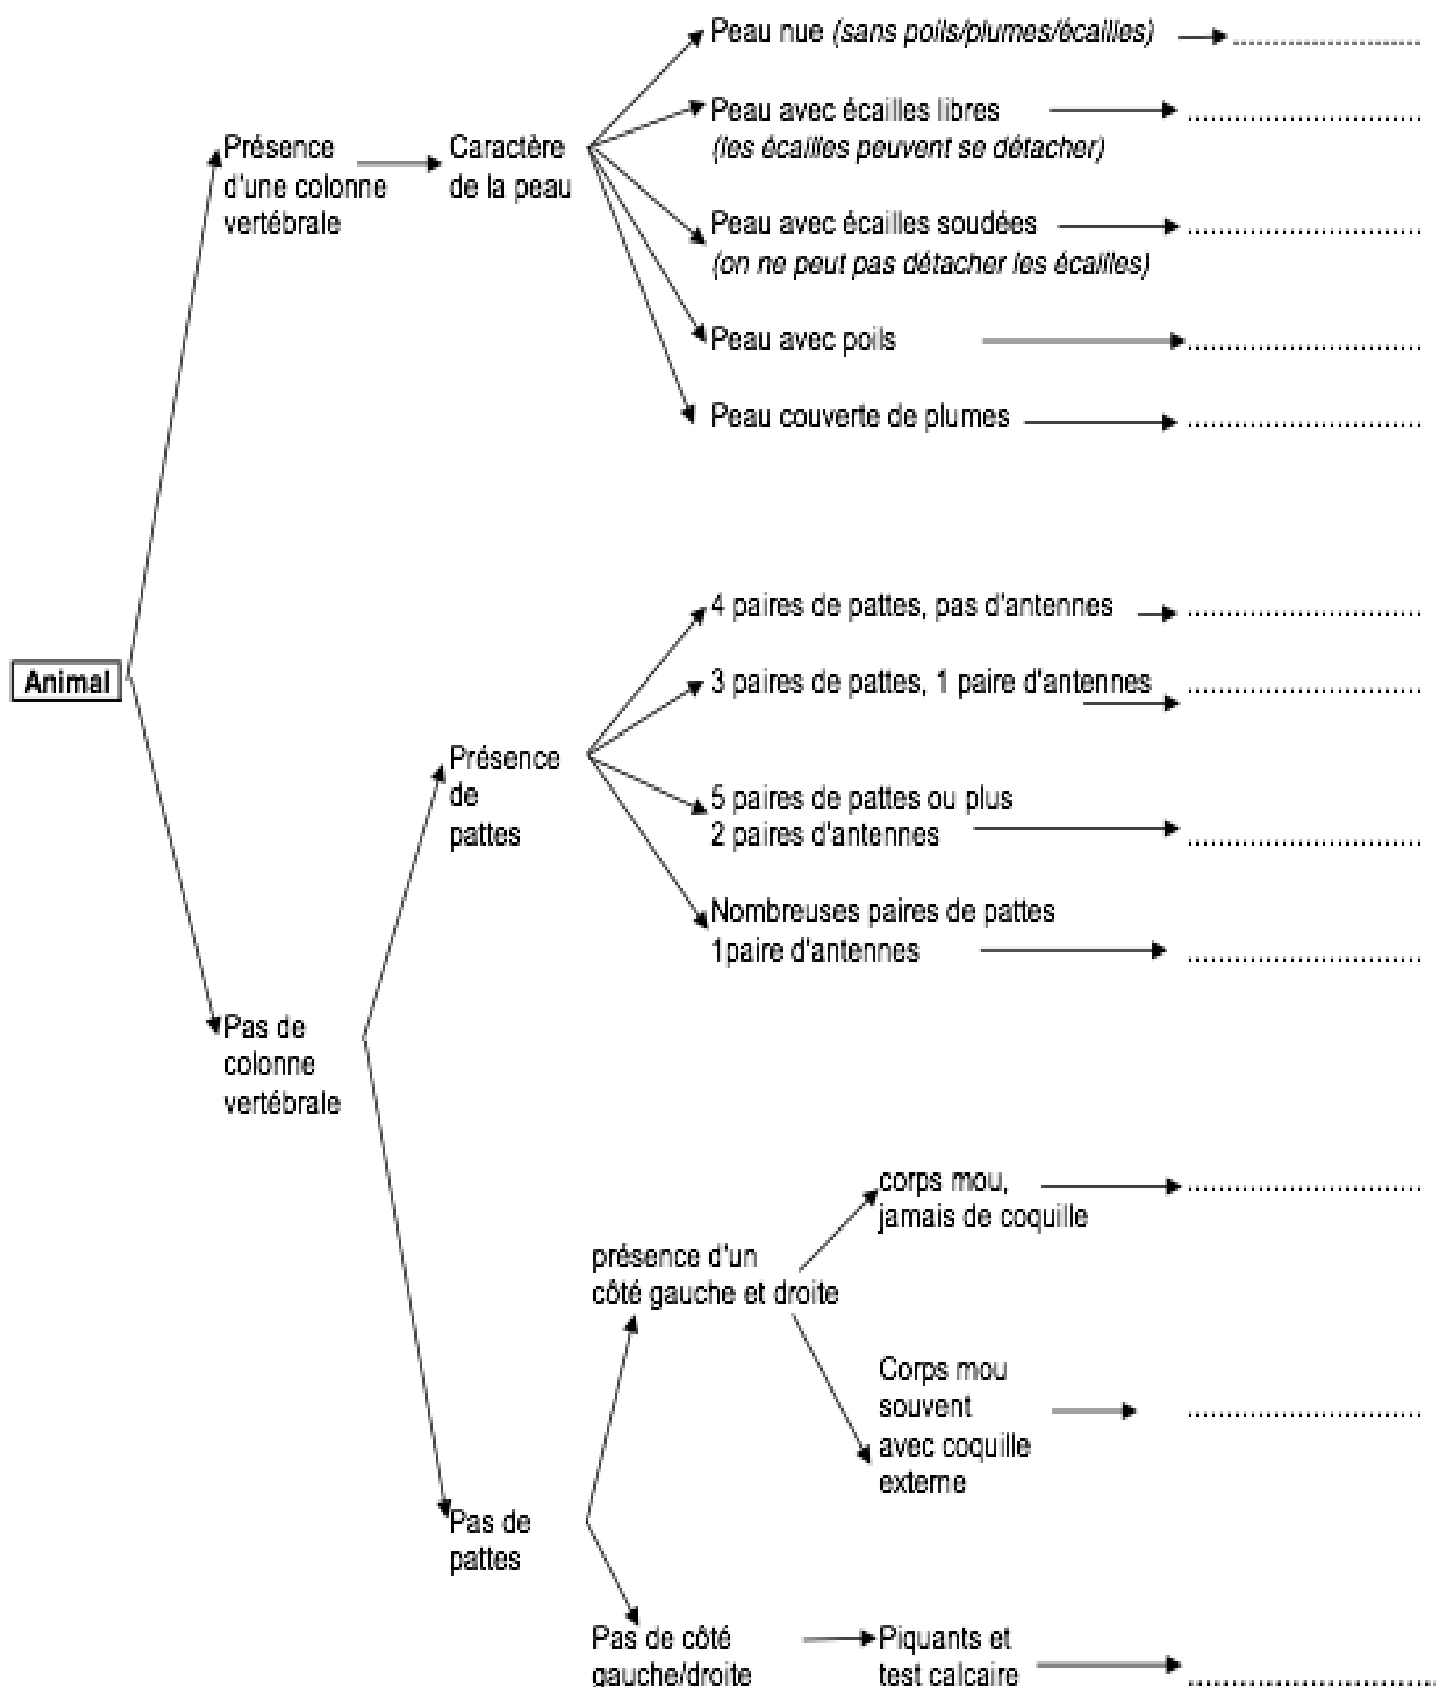 Peau nue (sans poils/plumes/écailles)
Présence
d'une colonne
vertébrale
Caractère
de la peau
Peau avec écailles libres
(les écailles peuvent se détacher)
Peau avec écailles soudées
(on ne peut pas détacher les écailles)
Peau avec poils
Peau couverte de plumes
Animal
4 paires de pattes, pas d'antennes
3 paires de pattes, 1 paire d'antennes
Présence
de
pattes
5 paires de pattes ou plus
2 paires d'antennes
Nombreuses paires de pattes
1paire d'antennes
Pas de
colonne
vertébrale
corps mou,
jamais de coquille
présence d'un
côté gauche et droite
Corps mou
souvent
avec coquille
externe
Pas de
pattes
Pas de côté
gauche/droite
Piquants et
test calcaire